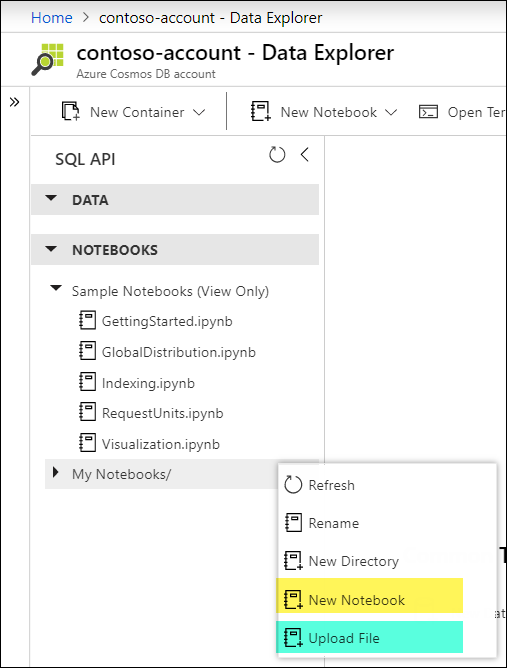 Home > contoso-account - Data Explorer
contoso-account - Data Explorer
Azure Cosmos DB account
»
New Container
New Notebook
Open Ter
SQL API
DATA
NOTEBOOKS
Sample Notebooks (View Only)
GettingStarted.ipynb
GlobalDistribution.ipynb
Indexing.ipynb
RequestUnits.ipynb
Visualization.ipynb
My Notebooks/
Refresh
Rename
New Directory
New Notebook
Upload File